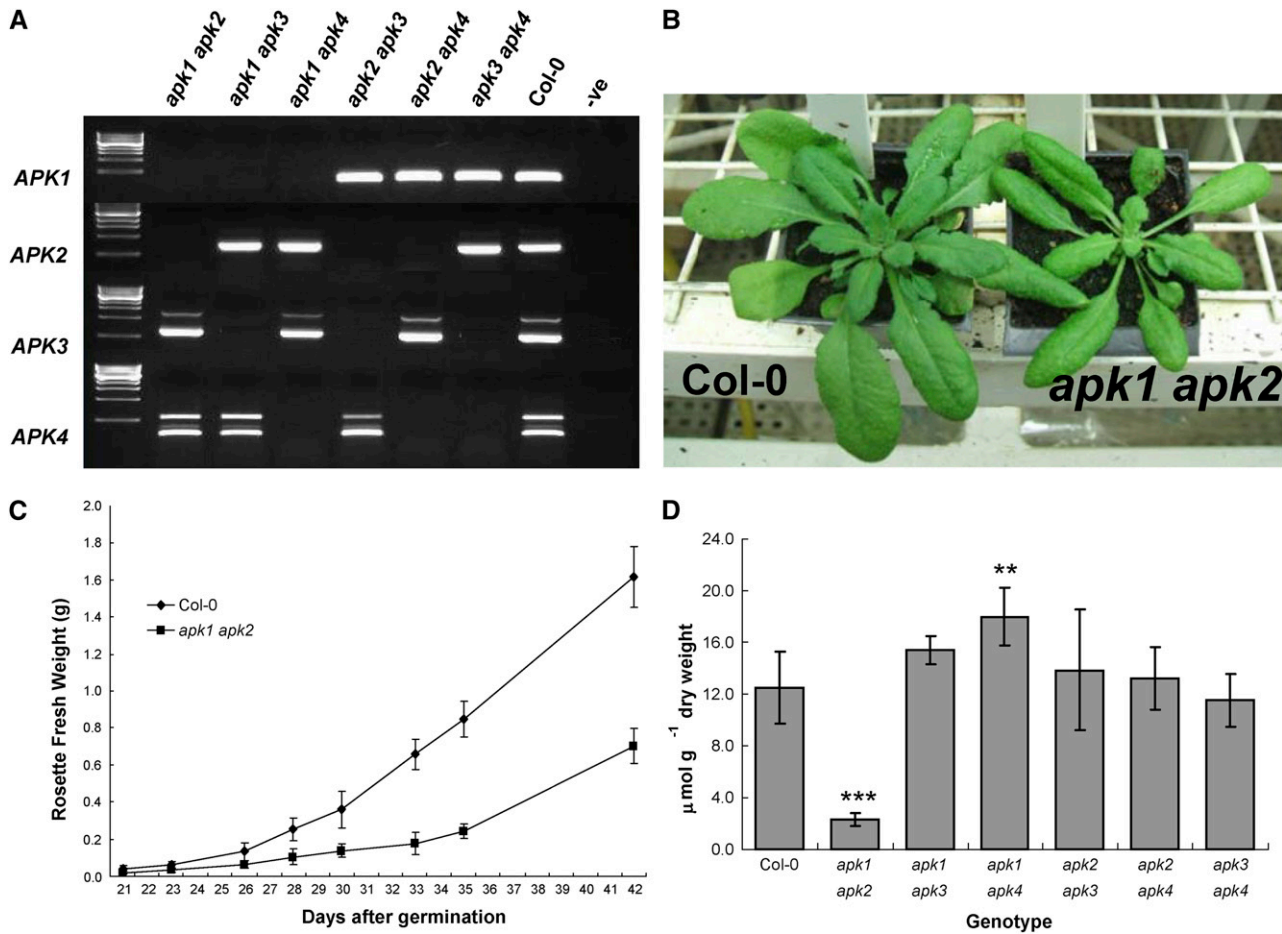 A
apk1 apk2
apk1 apk3
apk1 apk4
apk2 apk3
apk2 apk4
apk3 apk4
Col-0
-ve
APK1
APK2
APK3
APK4
B
Col-0
apk1 apk2
C
Rosette Fresh Weight (g)
2.0
1.8
1.6
1.4
1.2
1.0
0.8
0.6
0.4
0.2
0.0
Col-0
apk1 apk2
21 22 23 24 25 26 27 28 29 30 31 32 33 34 35 36 37 38 39 40 41 42
Days after germination
D
μmol g⁻¹ dry weight
24.0
20.0
16.0
12.0
8.0
4.0
0.0
***
**
Col-0 apk1 apk1 apk1 apk2 apk2 apk3
apk2 apk3 apk4 apk3 apk4 apk4
Genotype